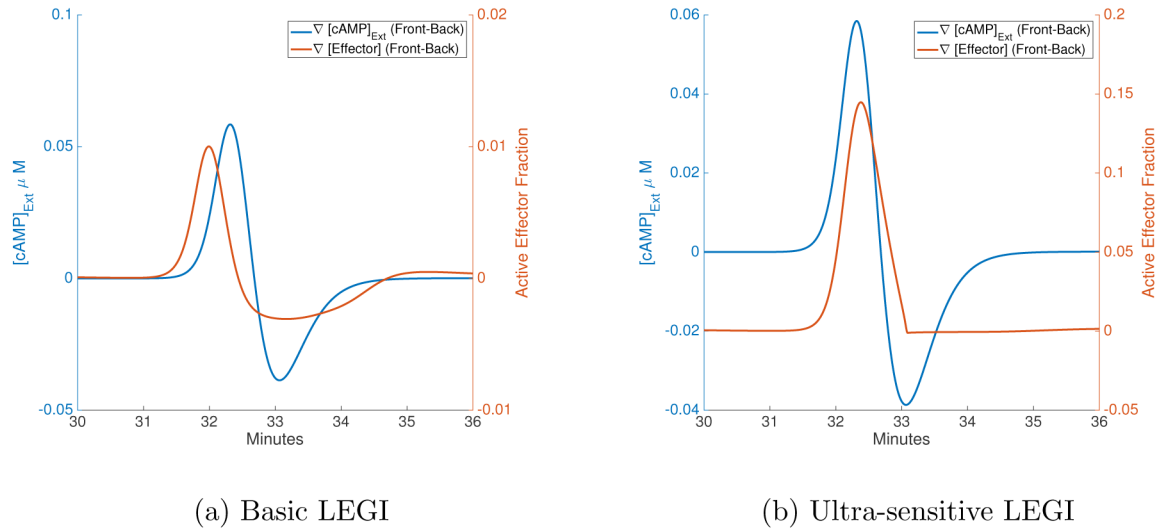 ∇ [cAMP]Ext (Front-Back)
∇ [Effector] (Front-Back)
0.1
0.05
0
-0.05
[cAMP]Ext μ M
0.02
0.01
0
-0.01
Active Effector Fraction
30 31 32 33 34 35 36
Minutes
(a) Basic LEGI
∇ [cAMP]Ext (Front-Back)
∇ [Effector] (Front-Back)
0.06
0.04
0.02
0
-0.02
-0.04
[cAMP]Ext μ M
0.2
0.15
0.1
0.05
0
-0.05
Active Effector Fraction
30 31 32 33 34 35 36
Minutes
(b) Ultra-sensitive LEGI